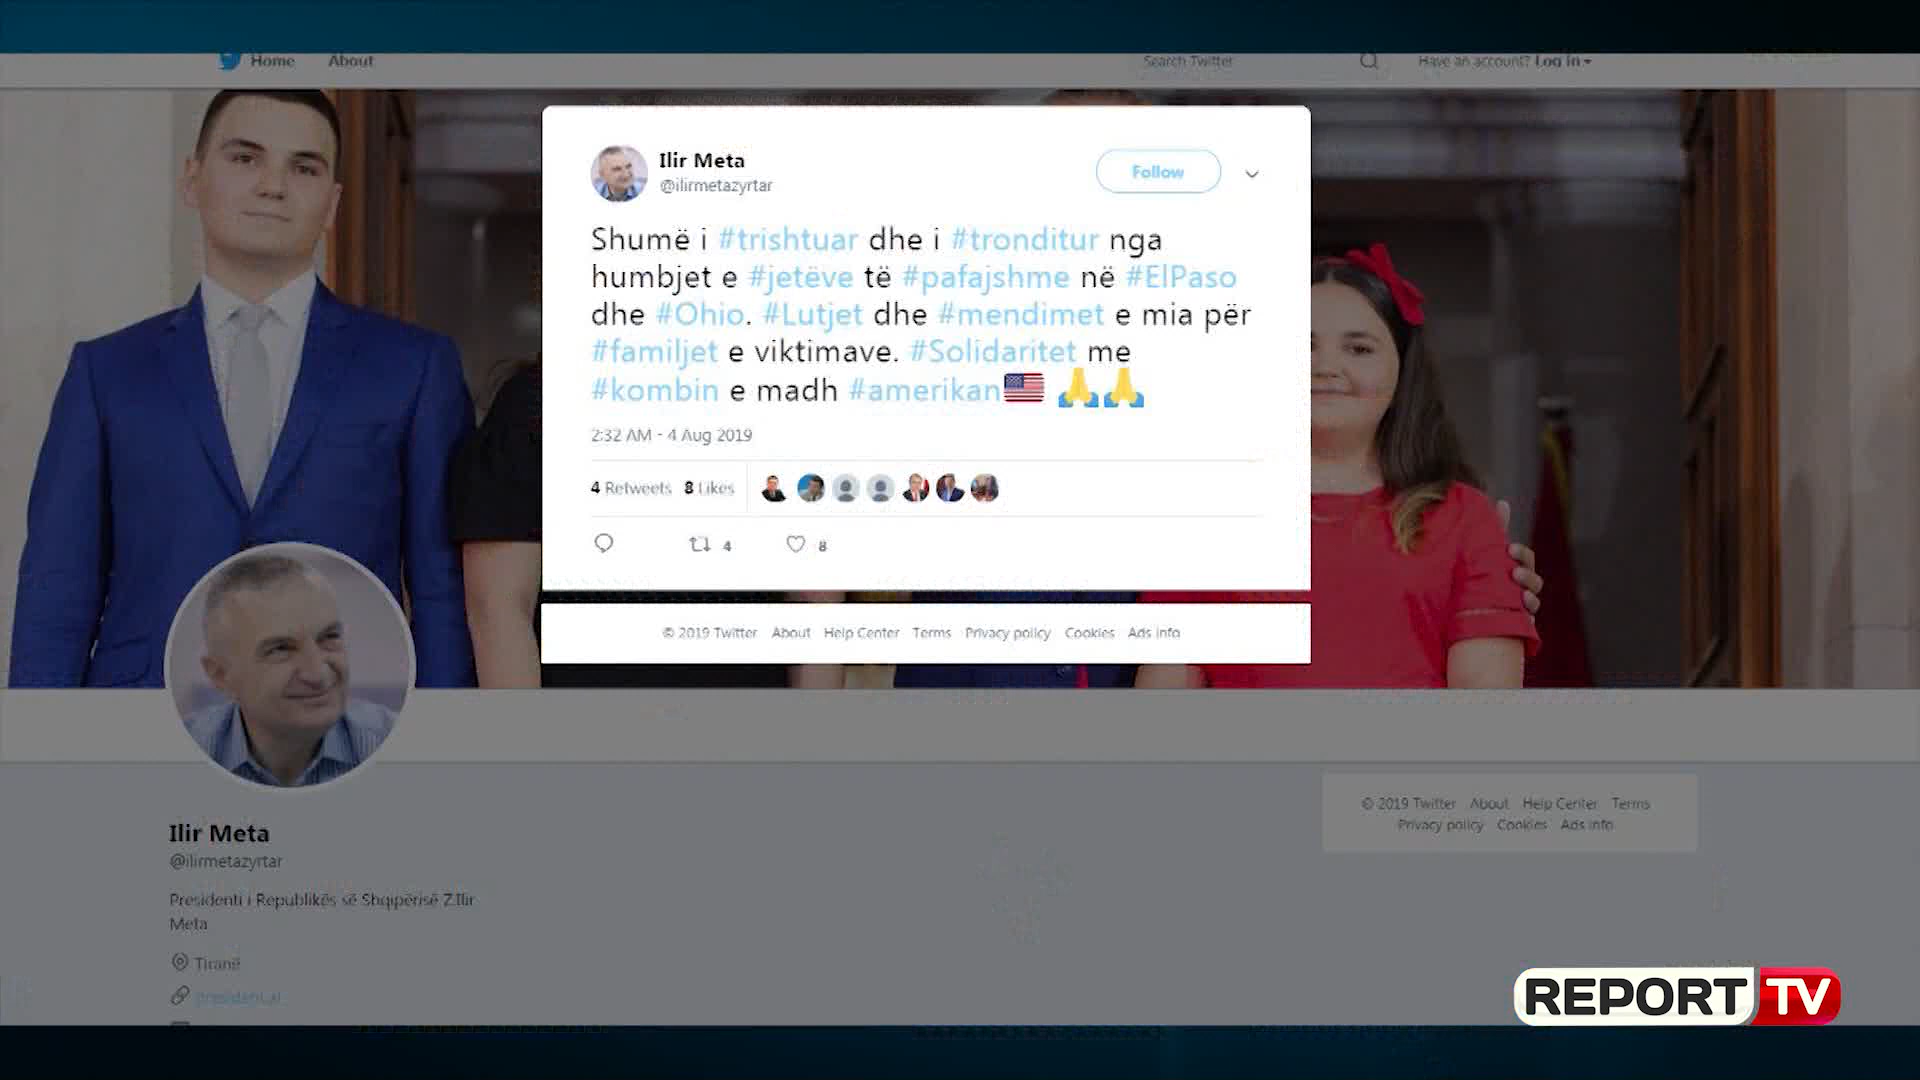 Home About Search Twitter Have an account? Log in
Ilir Meta
@ilirmetazyrtar
Follow
Shumë i #trishtuar dhe i #tronditur nga
humbjet e #jetëve të #pafajshme në #ElPaso
dhe #Ohio. #Lutjet dhe #mendimet e mia për
#familjet e viktimave. #Solidaritet me
#kombin e madh #amerikan
2:32 AM - 4 Aug 2019
4 Retweets 8 Likes
4 8
© 2019 Twitter About Help Center Terms Privacy policy Cookies Ads info
Ilir Meta
@ilirmetazyrtar
Presidenti i Republikës së Shqipërisë Z.Ilir
Meta
Tiranë
president.al
© 2019 Twitter About Help Center Terms
Privacy policy Cookies Ads info
REPORT TV